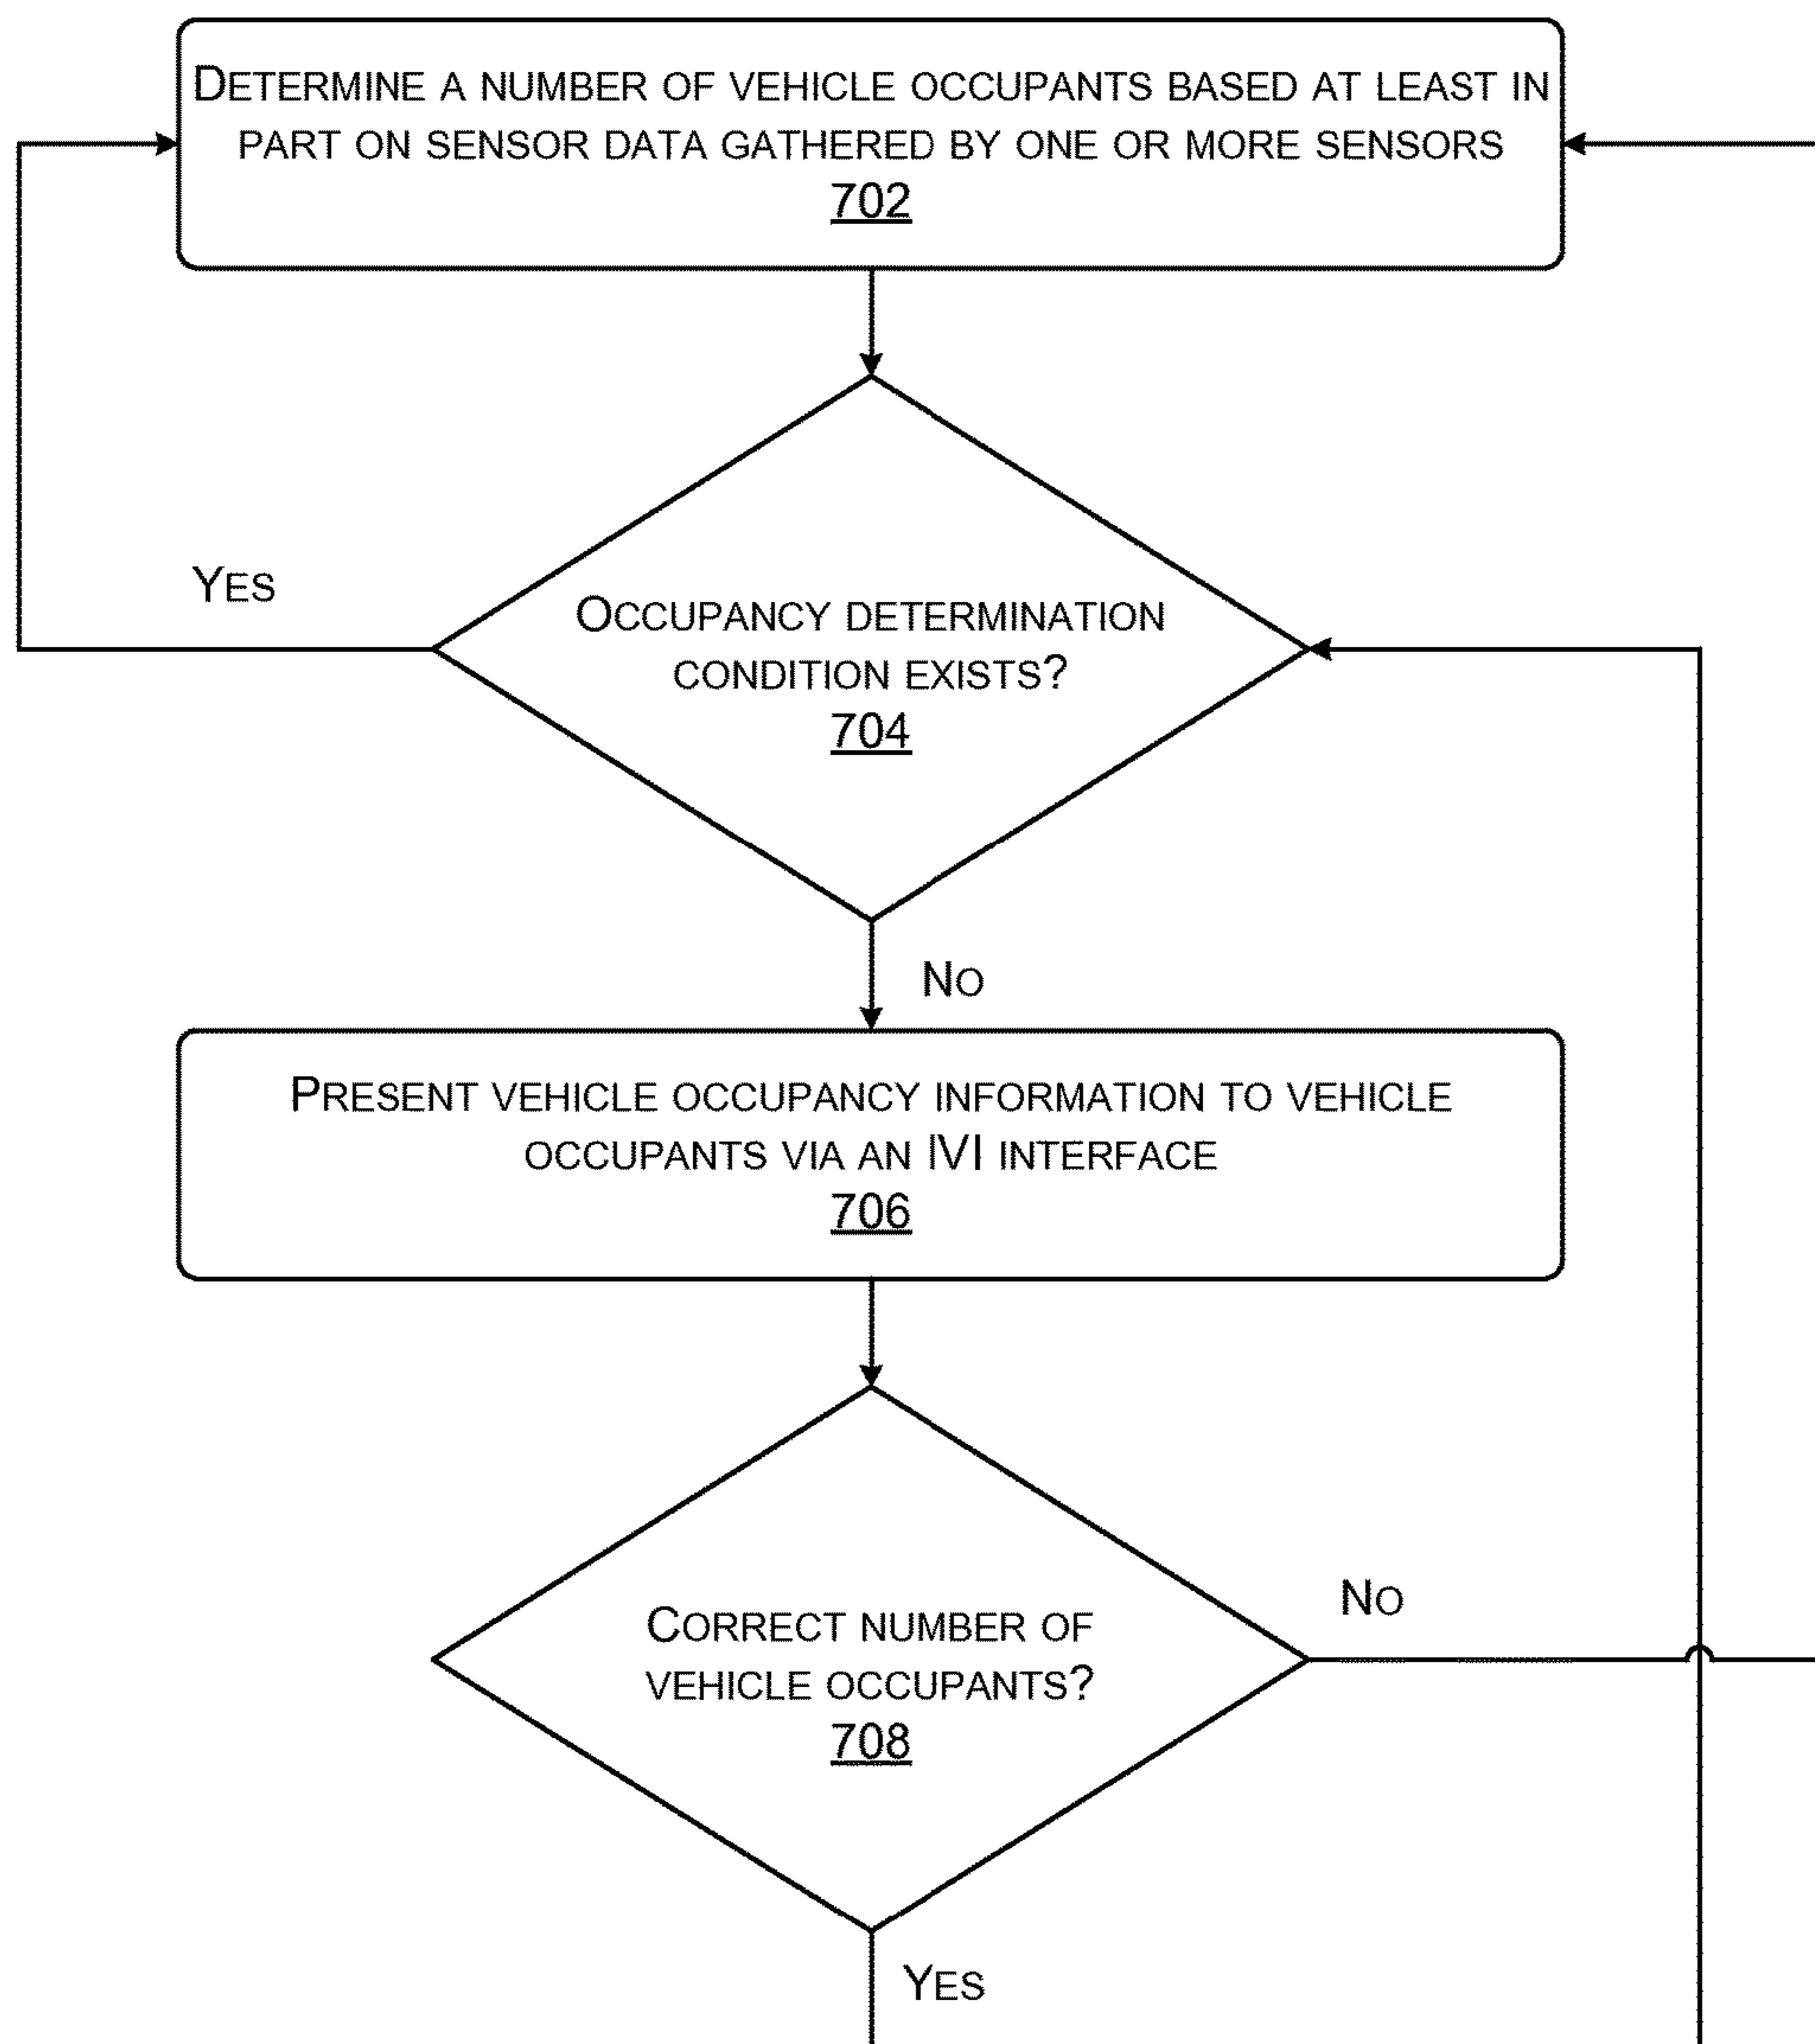 DETERMINE A NUMBER OF VEHICLE OCCUPANTS BASED AT LEAST IN
PART ON SENSOR DATA GATHERED BY ONE OR MORE SENSORS
702
YES
OCCUPANCY DETERMINATION
CONDITION EXISTS?
704
NO
PRESENT VEHICLE OCCUPANCY INFORMATION TO VEHICLE
OCCUPANTS VIA AN IVI INTERFACE
706
NO
CORRECT NUMBER OF
VEHICLE OCCUPANTS?
708
YES